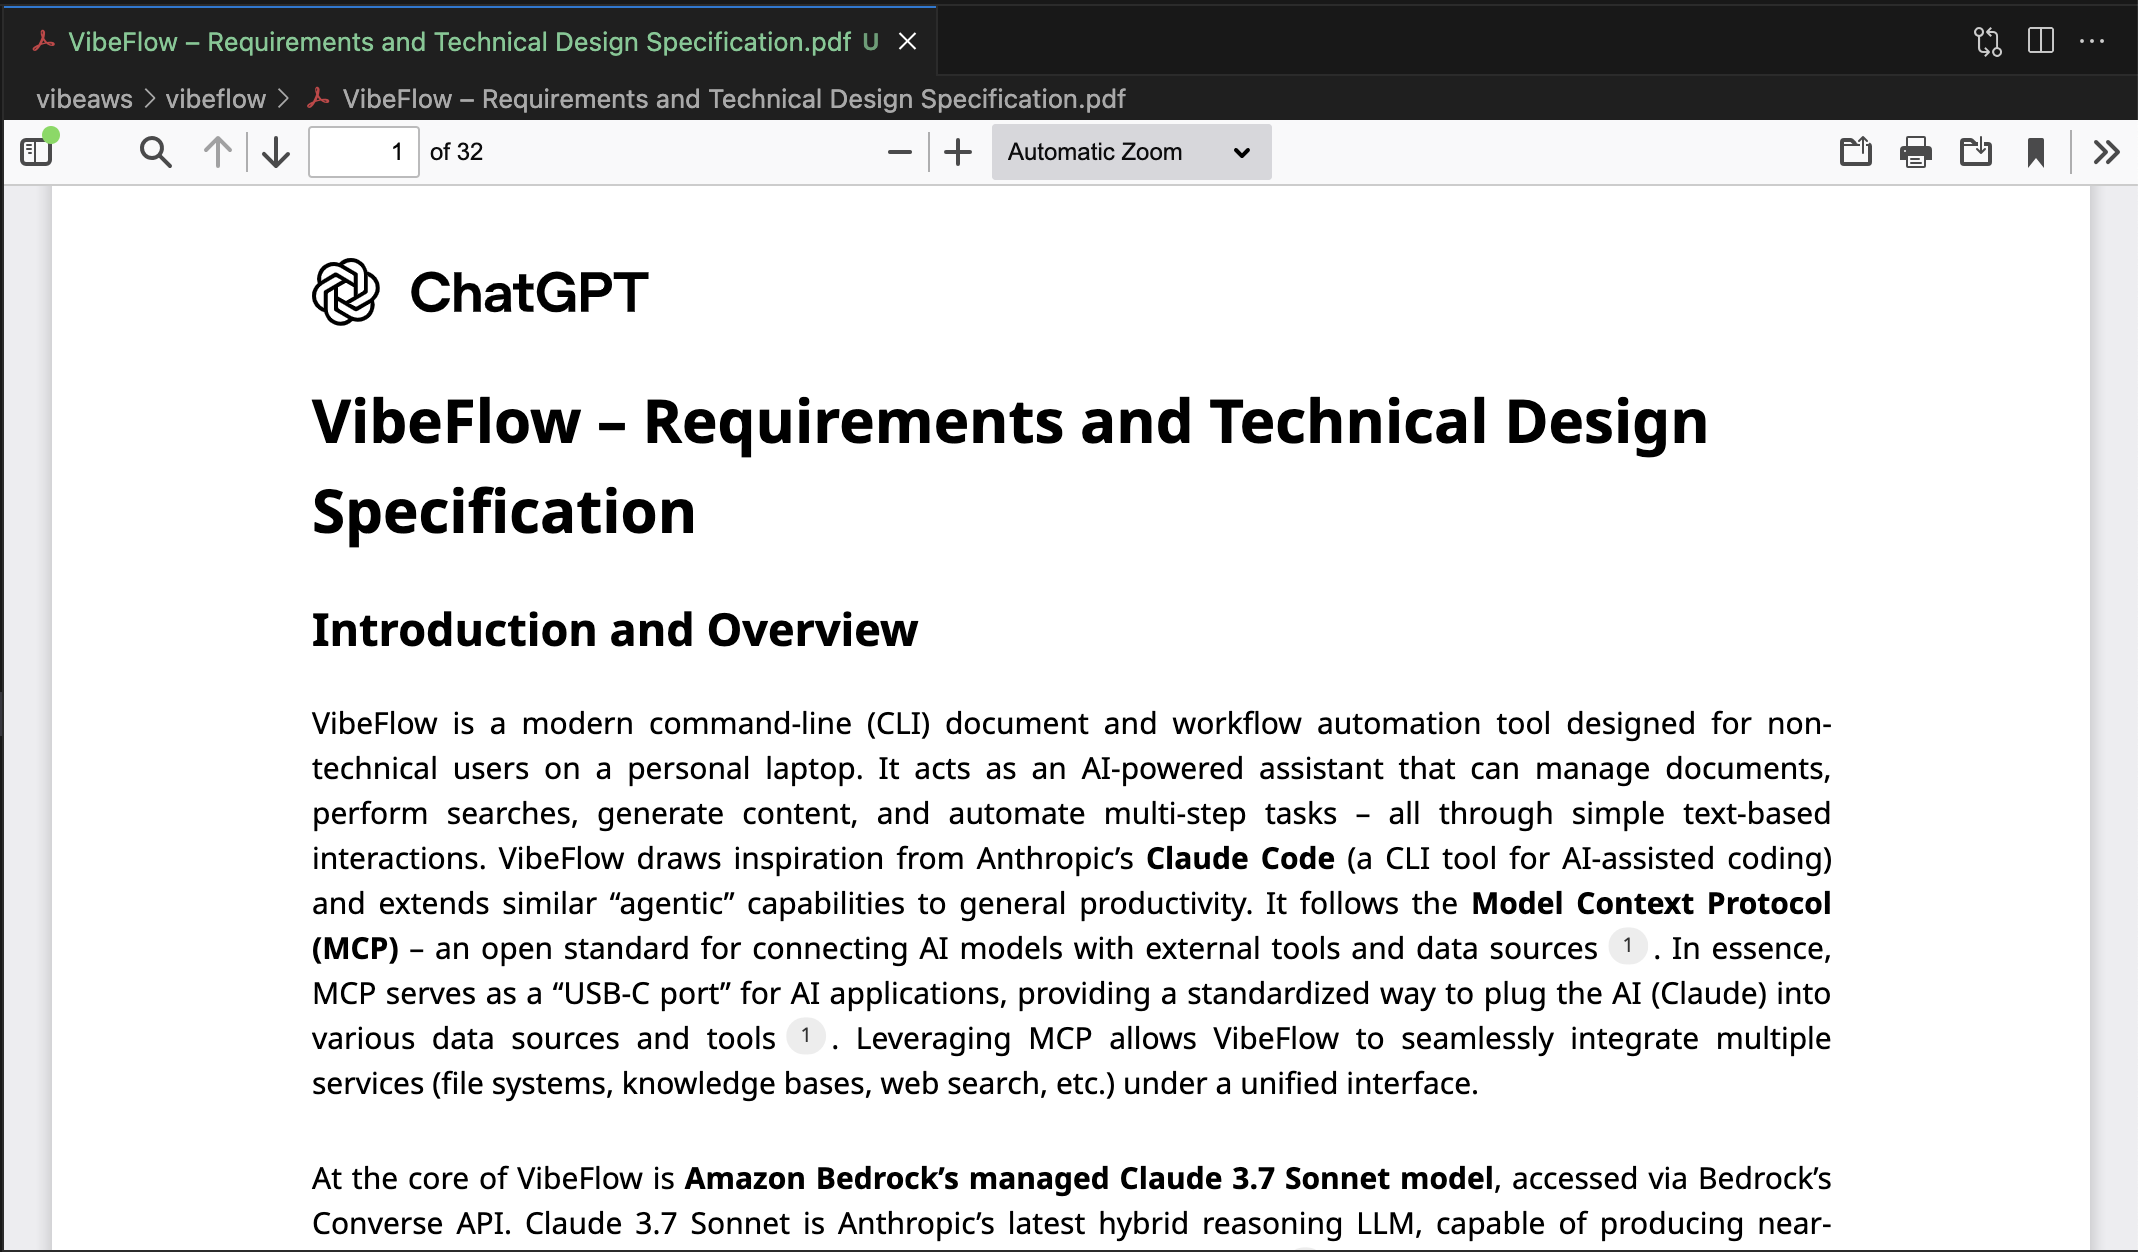 VibeFlow – Requirements and Technical Design Specification.pdf U
vibeaws > vibeflow > VibeFlow – Requirements and Technical Design Specification.pdf
1 of 32 Automatic Zoom
ChatGPT
VibeFlow – Requirements and Technical Design
Specification
Introduction and Overview
VibeFlow is a modern command-line (CLI) document and workflow automation tool designed for non-
technical users on a personal laptop. It acts as an AI-powered assistant that can manage documents,
perform searches, generate content, and automate multi-step tasks – all through simple text-based
interactions. VibeFlow draws inspiration from Anthropic’s Claude Code (a CLI tool for AI-assisted coding)
and extends similar “agentic” capabilities to general productivity. It follows the Model Context Protocol
(MCP) – an open standard for connecting AI models with external tools and data sources 1 . In essence,
MCP serves as a “USB-C port” for AI applications, providing a standardized way to plug the AI (Claude) into
various data sources and tools 1 . Leveraging MCP allows VibeFlow to seamlessly integrate multiple
services (file systems, knowledge bases, web search, etc.) under a unified interface.
At the core of VibeFlow is Amazon Bedrock’s managed Claude 3.7 Sonnet model, accessed via Bedrock’s
Converse API. Claude 3.7 Sonnet is Anthropic’s latest hybrid reasoning LLM, capable of producing near-